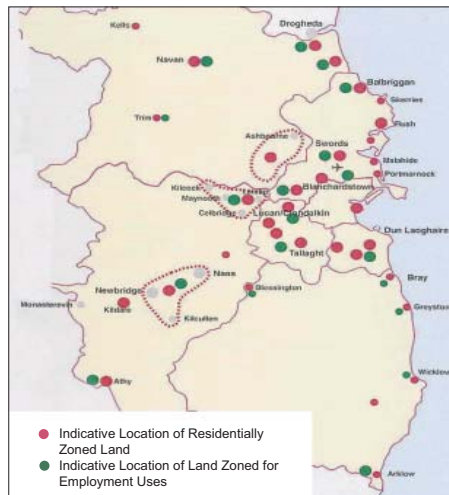 Drogheda
Kells
Navan
Balbriggan
Skerries
Rush
Trim
Ashbourne
Swords
Malahide
Portmarnock
Kilcock
Maynooth
Leixlip
Blanchardstown
Celbridge
Lucan/Clondalkin
Dun Laoghaire
Tallaght
Naas
Bray
Newbridge
Blessington
Monasterevin
Kildare
Greystones
Kilcullen
Wicklow
Athy
Arklow
Indicative Location of Residentially
Zoned Land
Indicative Location of Land Zoned for
Employment Uses